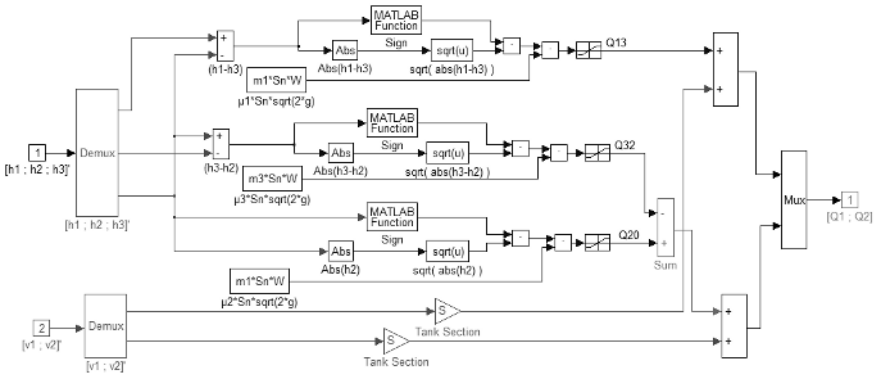 MATLAB
Function
Sign
+
-
(h1-h3)
Abs
Abs(h1-h3)
sqrt(u)
sqrt( abs(h1-h3) )
-
-
Q13
m1*Sn*W
μ1*Sn*sqrt(2*g)
+
+
1
[h1 ; h2 ; h3]'
Demux
[h1 ; h2 ; h3]'
MATLAB
Function
Sign
+
-
(h3-h2)
Abs
Abs(h3-h2)
sqrt(u)
sqrt( abs(h3-h2) )
-
-
Q32
m3*Sn*W
μ3*Sn*sqrt(2*g)
MATLAB
Function
Sign
Abs
Abs(h2)
sqrt(u)
sqrt( abs(h2) )
-
-
Q20
m1*Sn*W
μ2*Sn*sqrt(2*g)
-
+
Sum
Mux
1
[Q1 ; Q2]
2
[v1 ; v2]'
Demux
[v1 ; v2]'
S
Tank Section
S
Tank Section
+
+